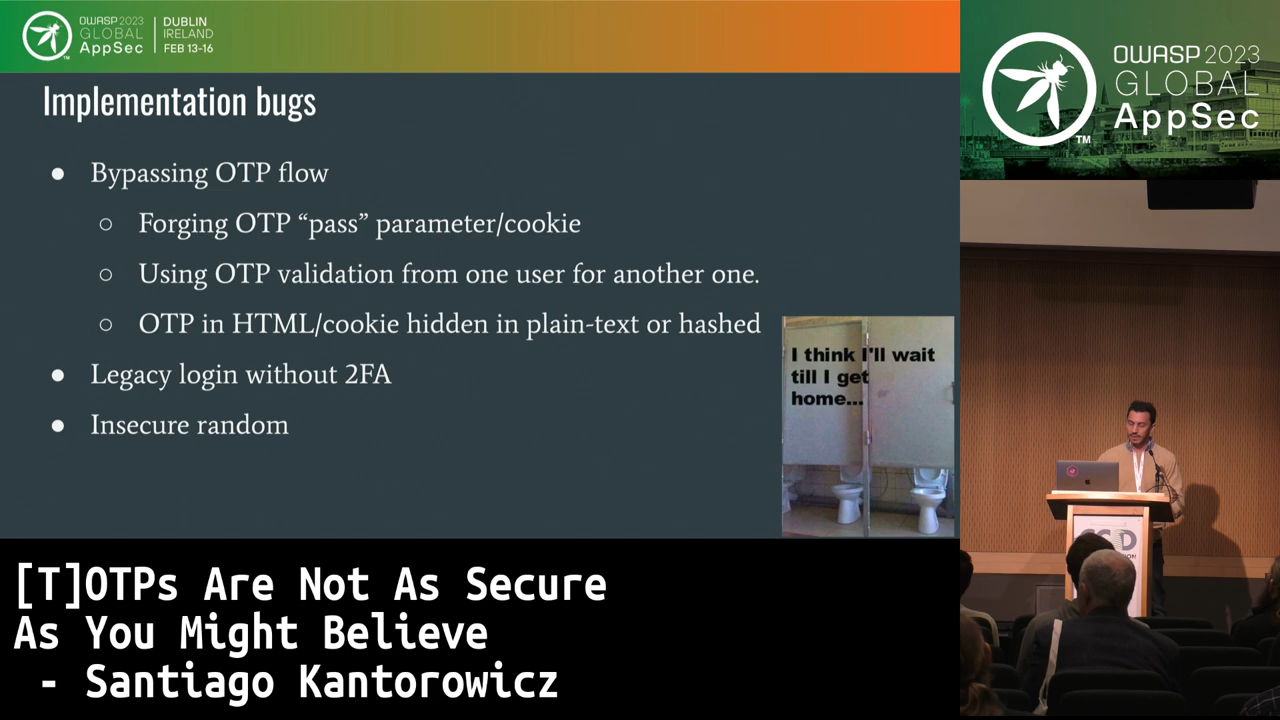 OWASP 2023
GLOBAL
AppSec
TM
DUBLIN
IRELAND
FEB 13-16
Implementation bugs
● Bypassing OTP flow
○ Forging OTP “pass” parameter/cookie
○ Using OTP validation from one user for another one.
○ OTP in HTML/cookie hidden in plain-text or hashed
● Legacy login without 2FA
● Insecure random
I think I'll wait
till I get
home...
[T]OTPs Are Not As Secure
As You Might Believe
- Santiago Kantorowicz
OWASP 2023
GLOBAL
AppSec
TM